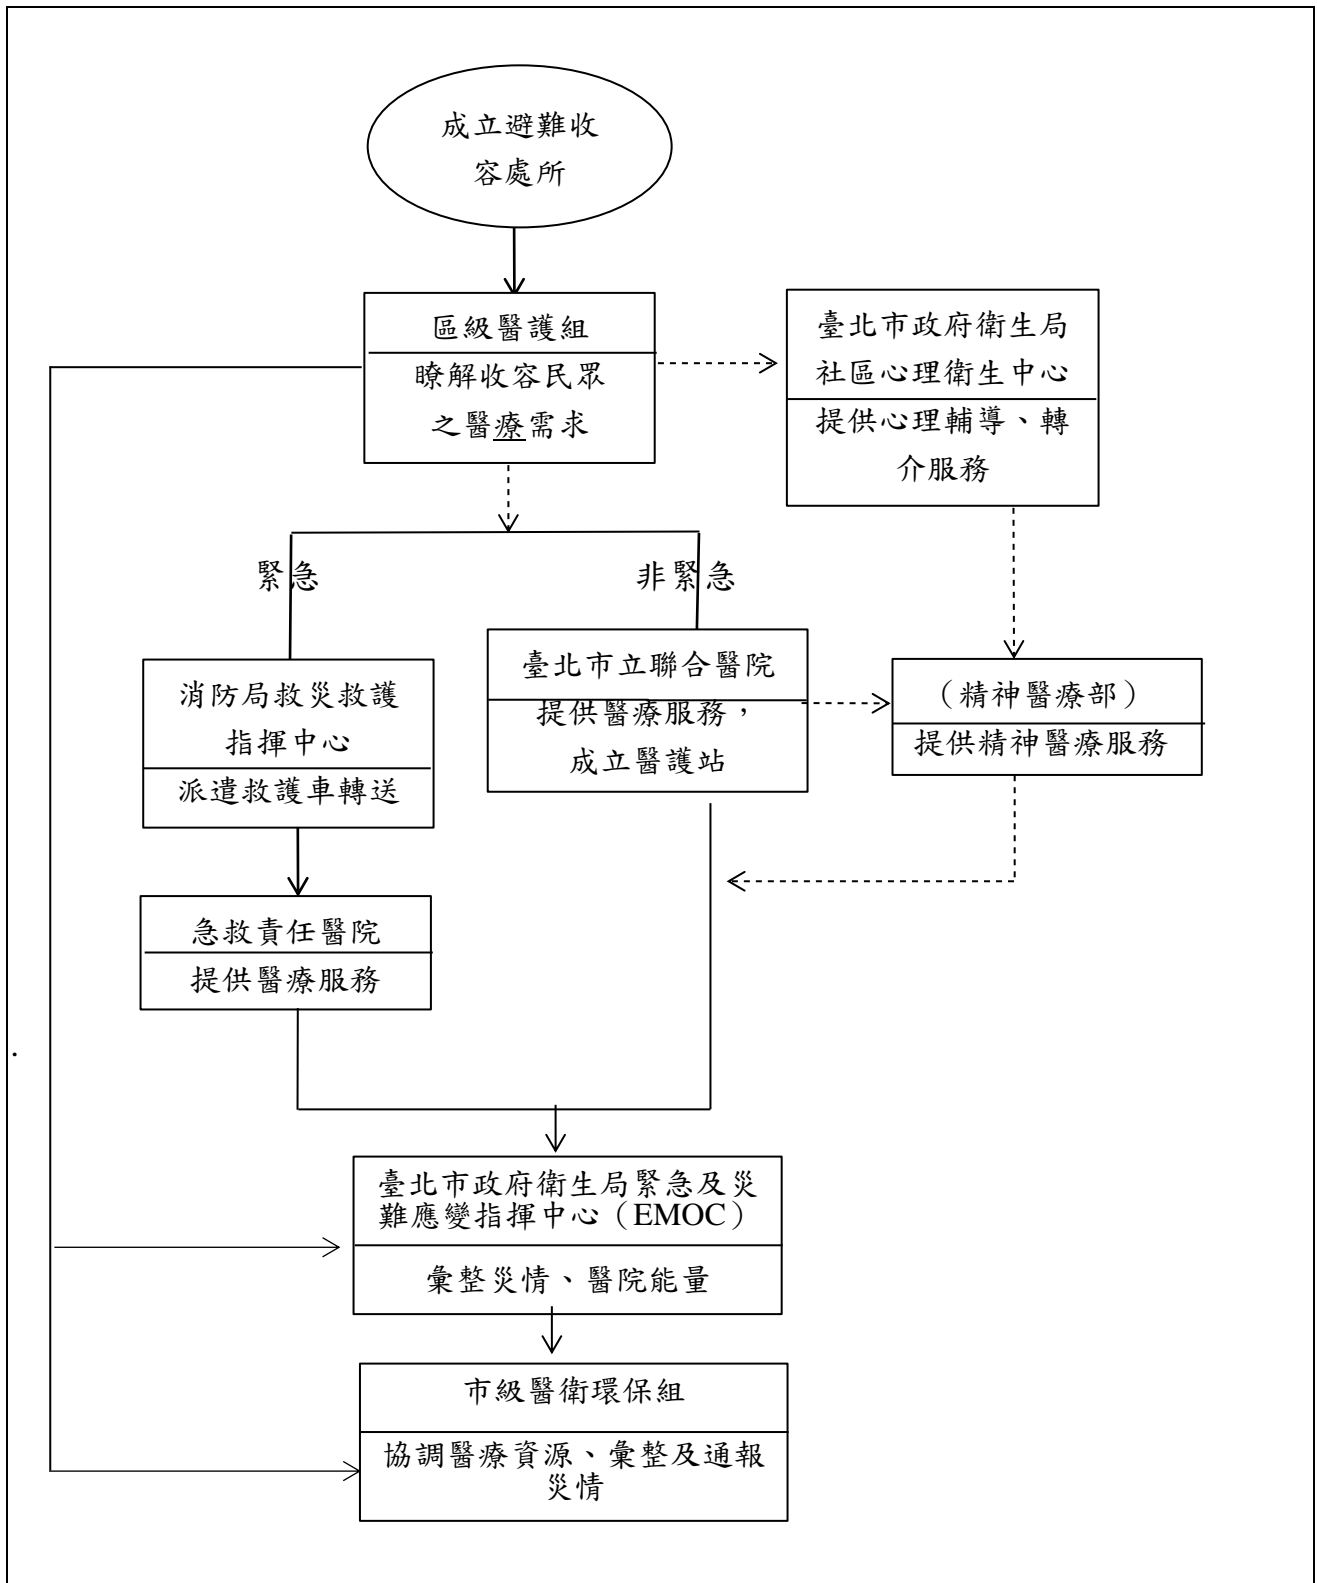 成立避難收
容處所
區級醫護組
瞭解收容民眾
之醫療需求
臺北市政府衛生局
社區心理衛生中心
提供心理輔導、轉
介服務
緊急
非緊急
消防局救災救護
指揮中心
派遣救護車轉送
臺北市立聯合醫院
提供醫療服務，
成立醫護站
（精神醫療部）
提供精神醫療服務
急救責任醫院
提供醫療服務
.
臺北市政府衛生局緊急及災
難應變指揮中心（EMOC）
彙整災情、醫院能量
市級醫衛環保組
協調醫療資源、彙整及通報
災情